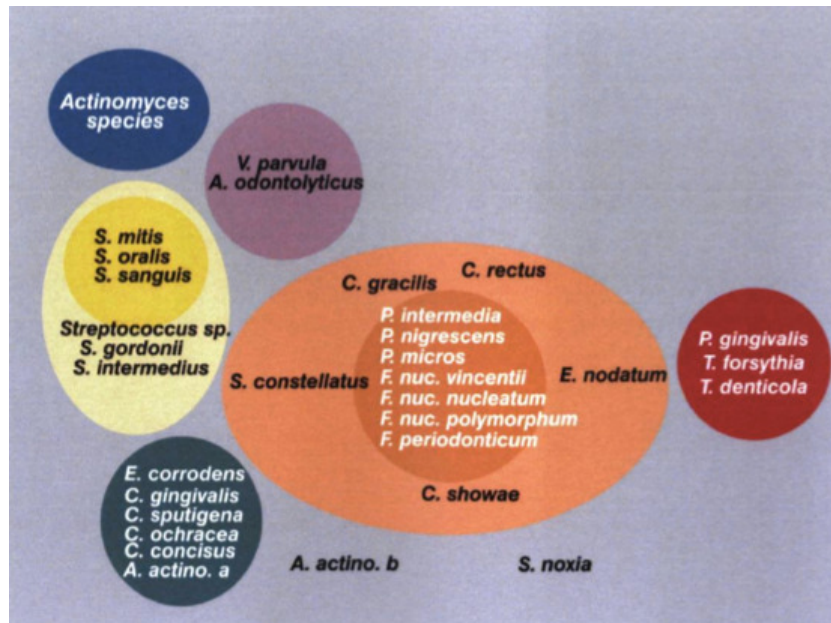 Actinomyces
species
V. parvula
A. odontolyticus
S. mitis
S. oralis
S. sanguis
Streptococcus sp.
S. gordonii
S. intermedius
C. gracilis
C. rectus
P. intermedia
P. nigrescens
P. micros
F. nuc. vincentii
F. nuc. nucleatum
F. nuc. polymorphum
F. periodonticum
S. constellatus
E. nodatum
C. showae
P. gingivalis
T. forsythia
T. denticola
E. corrodens
C. gingivalis
C. sputigena
C. ochracea
C. concisus
A. actino. a
A. actino. b
S. noxia